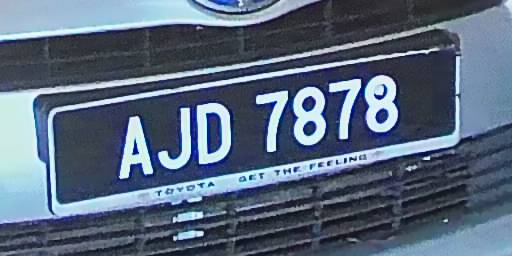 AJD 7878
TOYOTA GET THE FEELING